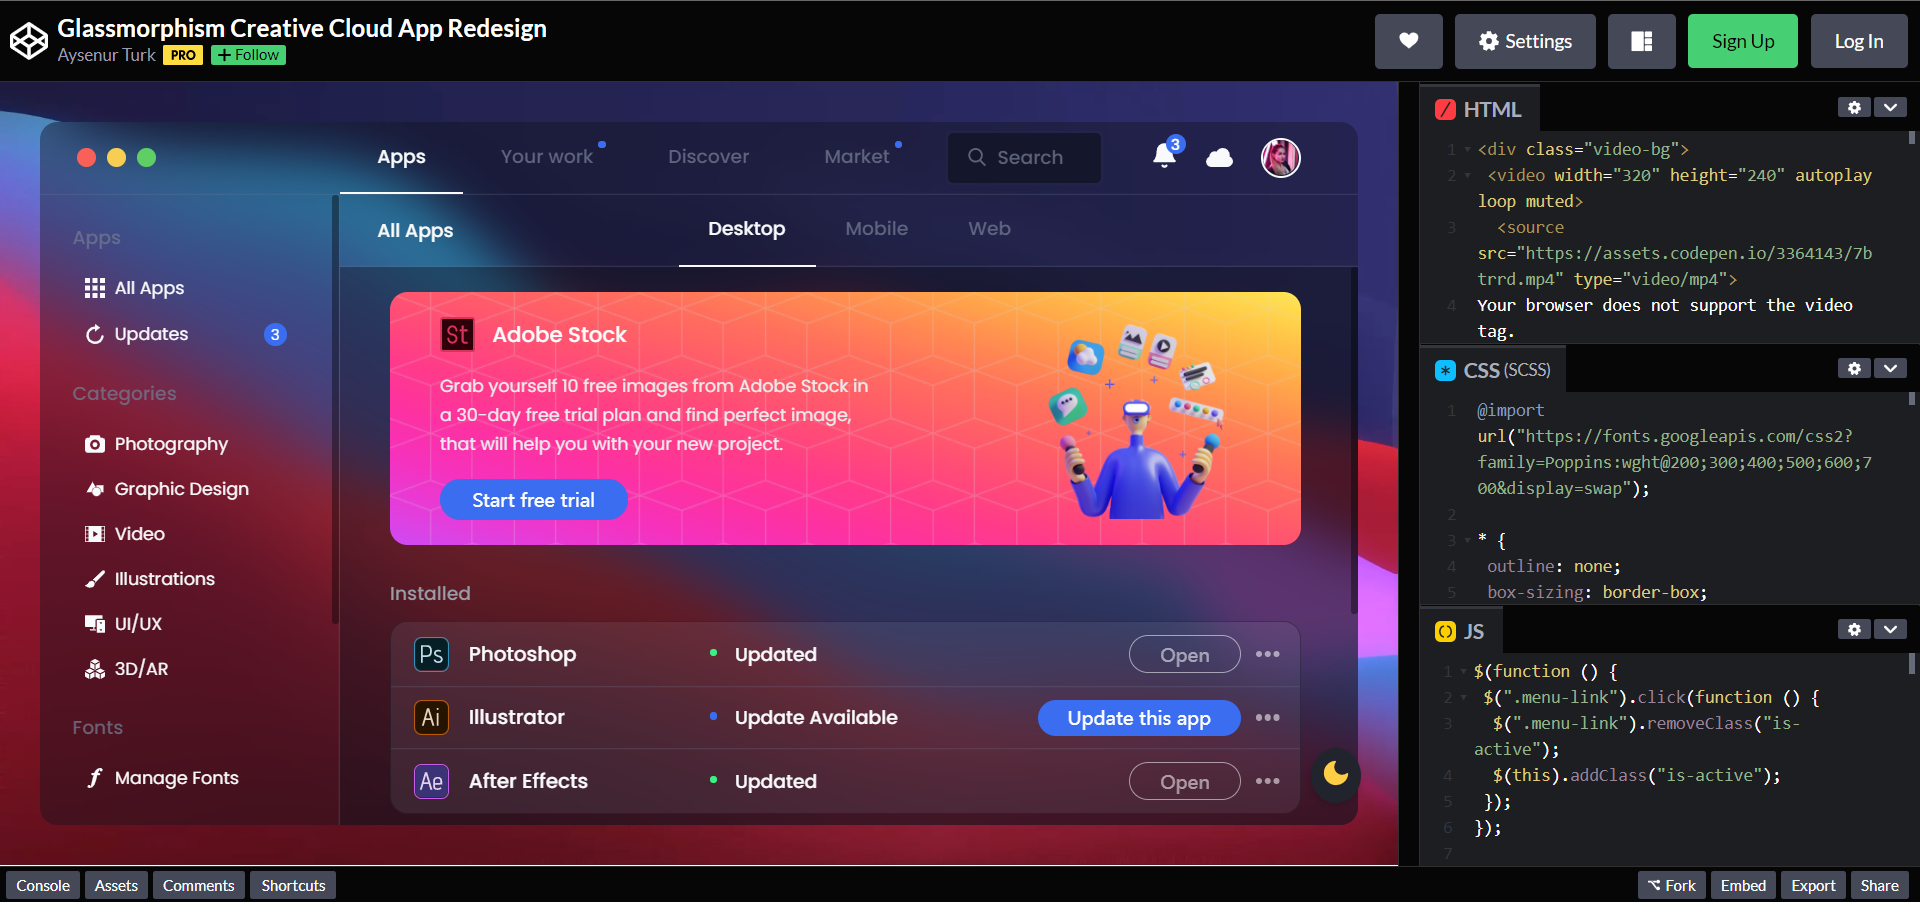 Glassmorphism Creative Cloud App Redesign
Aysenur Turk PRO + Follow
Settings
Sign Up
Log In
Apps
Your work
Discover
Market
Search
3
All Apps
Desktop
Mobile
Web
Apps
All Apps
Updates 3
Categories
Photography
Graphic Design
Video
Illustrations
UI/UX
3D/AR
Fonts
Manage Fonts
St Adobe Stock
Grab yourself 10 free images from Adobe Stock in
a 30-day free trial plan and find perfect image,
that will help you with your new project.
Start free trial
Installed
Ps Photoshop Updated Open
Ai Illustrator Update Available Update this app
Ae After Effects Updated Open
HTML
1 <div class="video-bg">
2 <video width="320" height="240" autoplay
loop muted>
3 <source
src="https://assets.codepen.io/3364143/7b
trrd.mp4" type="video/mp4">
4 Your browser does not support the video
tag.
CSS (SCSS)
1 @import
url("https://fonts.googleapis.com/css2?
family=Poppins:wght@200;300;400;500;600;7
00&display=swap");
2
3 * {
4 outline: none;
5 box-sizing: border-box;
JS
1 $(function () {
2 $(".menu-link").click(function () {
3 $(".menu-link").removeClass("is-
active");
4 $(this).addClass("is-active");
5 });
6 });
7
Console
Assets
Comments
Shortcuts
Fork
Embed
Export
Share